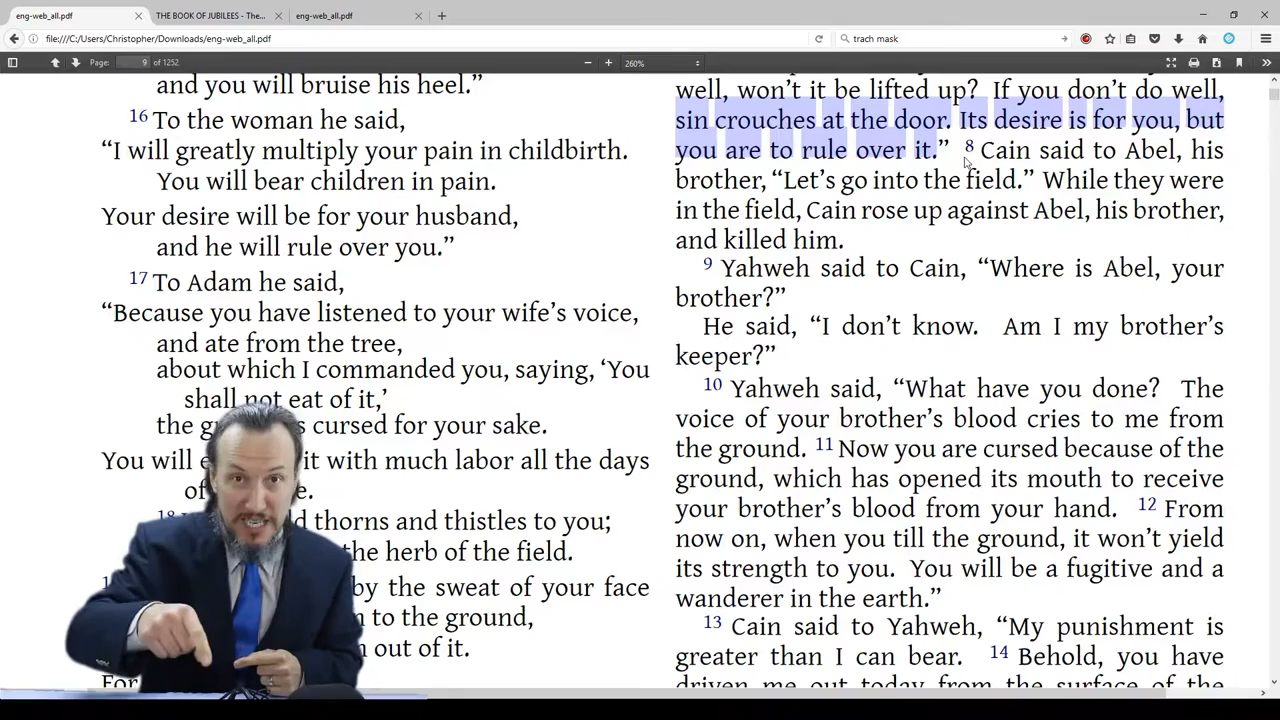 eng-web_all.pdf
THE BOOK OF JUBILEES - The...
eng-web_all.pdf
file:///C:/Users/Christopher/Downloads/eng-web_all.pdf
trach mask
Page: 9 of 1252
260%
and you will bruise his heel.”
16 To the woman he said,
“I will greatly multiply your pain in childbirth.
You will bear children in pain.
Your desire will be for your husband,
and he will rule over you.”
17 To Adam he said,
“Because you have listened to your wife’s voice,
and ate from the tree,
about which I commanded you, saying, ‘You
shall not eat of it,’
the cursed for your sake.
You will it with much labor all the days
of
18 thorns and thistles to you;
the herb of the field.
by the sweat of your face
to the ground,
out of it.
For
well, won’t it be lifted up? If you don’t do well,
sin crouches at the door. Its desire is for you, but
you are to rule over it.” 8 Cain said to Abel, his
brother, “Let’s go into the field.” While they were
in the field, Cain rose up against Abel, his brother,
and killed him.
9 Yahweh said to Cain, “Where is Abel, your
brother?”
He said, “I don’t know. Am I my brother’s
keeper?”
10 Yahweh said, “What have you done? The
voice of your brother’s blood cries to me from
the ground. 11 Now you are cursed because of the
ground, which has opened its mouth to receive
your brother’s blood from your hand. 12 From
now on, when you till the ground, it won’t yield
its strength to you. You will be a fugitive and a
wanderer in the earth.”
13 Cain said to Yahweh, “My punishment is
greater than I can bear. 14 Behold, you have
driven me out today from the surface of the